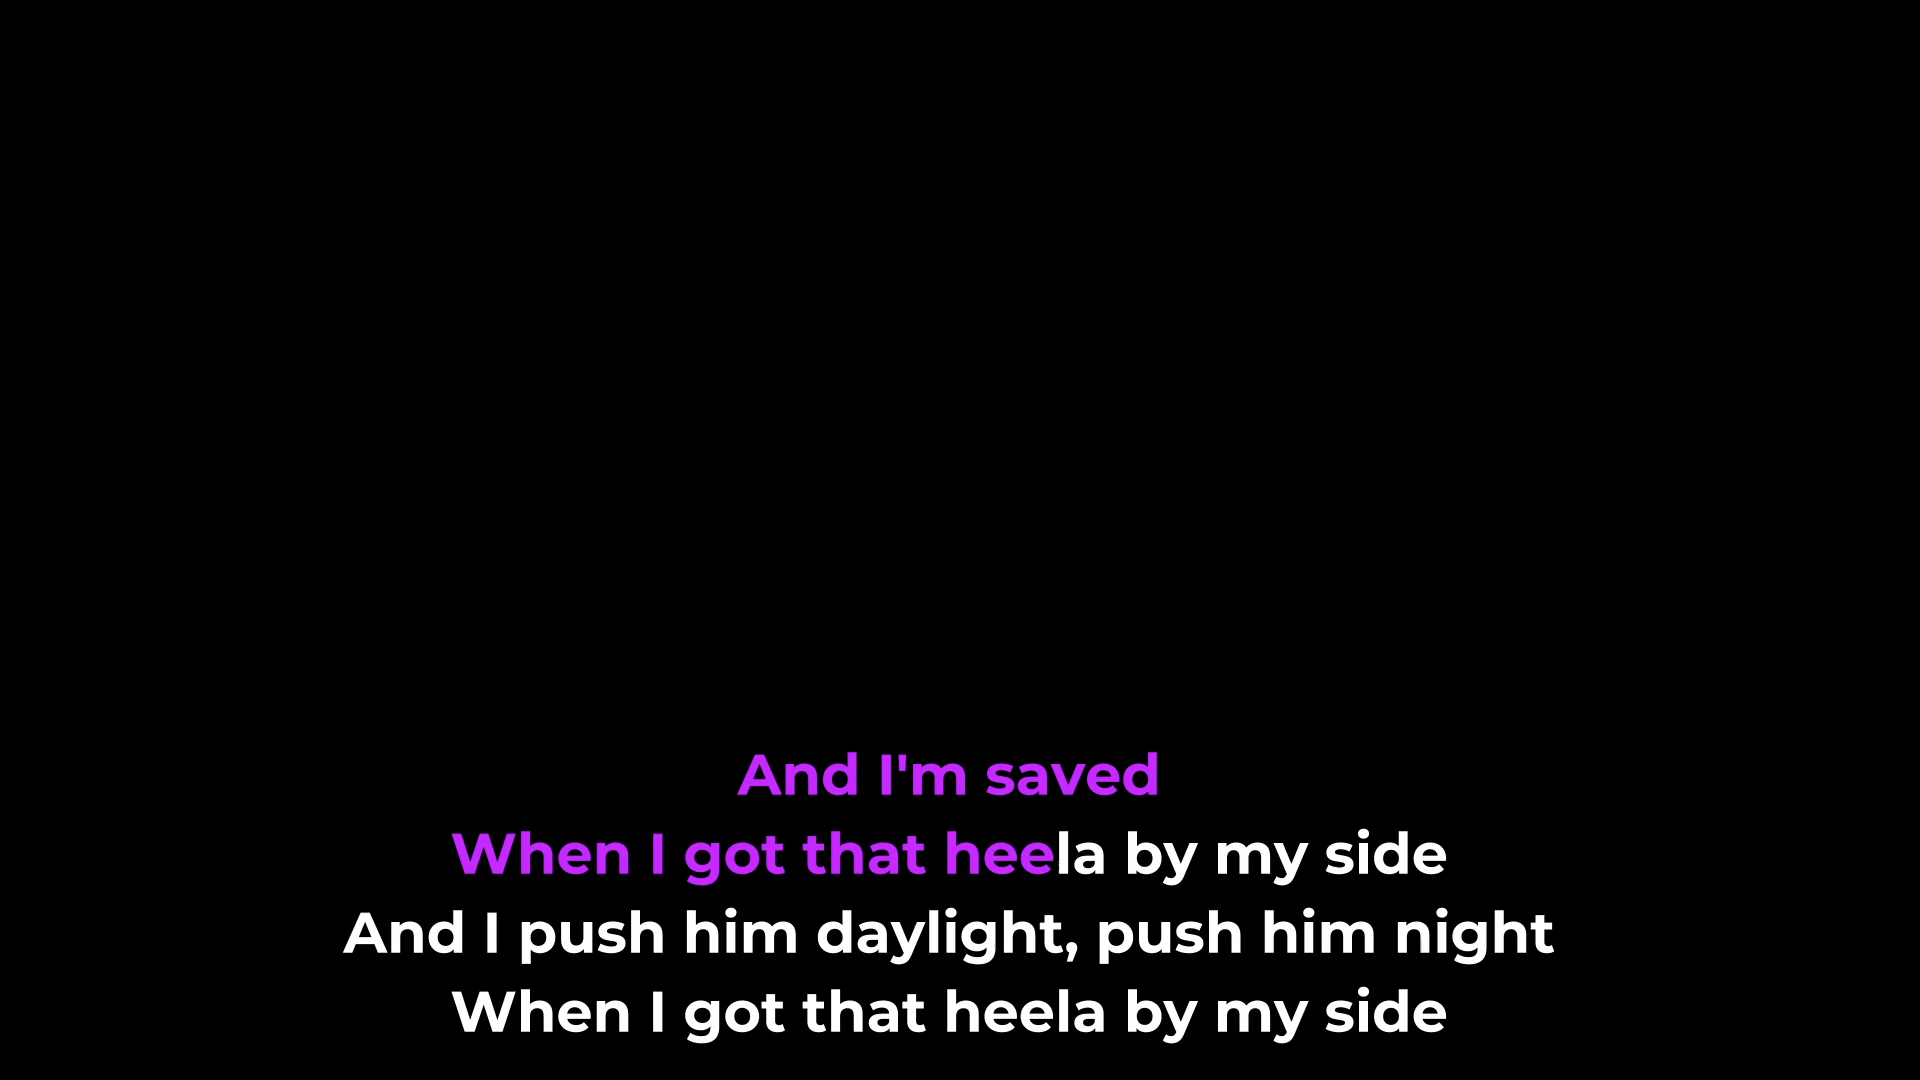 And I'm saved
When I got that heela by my side
And I push him daylight, push him night
When I got that heela by my side